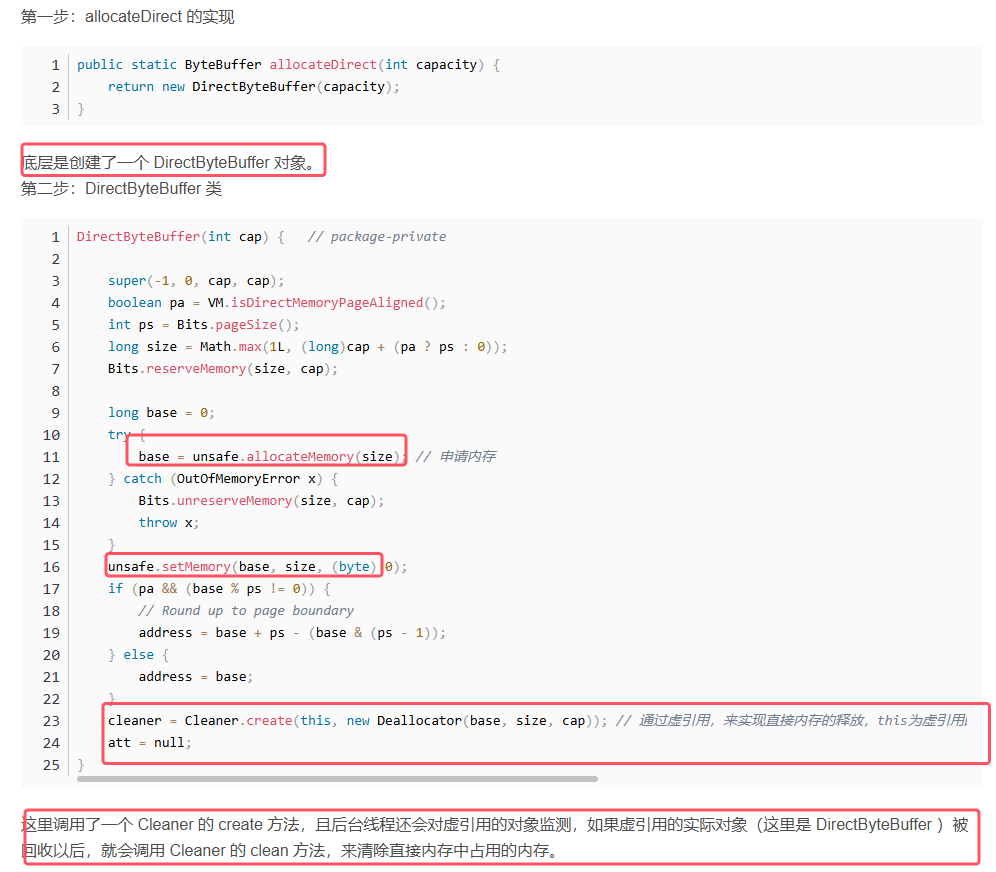 第一步：allocateDirect 的实现
1 public static ByteBuffer allocateDirect(int capacity) {
2     return new DirectByteBuffer(capacity);
3 }
底层是创建了一个 DirectByteBuffer 对象。
第二步：DirectByteBuffer 类
1 DirectByteBuffer(int cap) {   // package-private
2
3     super(-1, 0, cap, cap);
4     boolean pa = VM.isDirectMemoryPageAligned();
5     int ps = Bits.pageSize();
6     long size = Math.max(1L, (long)cap + (pa ? ps : 0));
7     Bits.reserveMemory(size, cap);
8
9     long base = 0;
10     try {
11         base = unsafe.allocateMemory(size); // 申请内存
12     } catch (OutOfMemoryError x) {
13         Bits.unreserveMemory(size, cap);
14         throw x;
15     }
16     unsafe.setMemory(base, size, (byte) 0);
17     if (pa && (base % ps != 0)) {
18         // Round up to page boundary
19         address = base + ps - (base & (ps - 1));
20     } else {
21         address = base;
22     }
23     cleaner = Cleaner.create(this, new Deallocator(base, size, cap)); // 通过虚引用，来实现直接内存的释放，this为虚引用
24     att = null;
25 }
这里调用了一个 Cleaner 的 create 方法，且后台线程还会对虚引用的对象监测，如果虚引用的实际对象（这里是 DirectByteBuffer ）被
回收以后，就会调用 Cleaner 的 clean 方法，来清除直接内存中占用的内存。